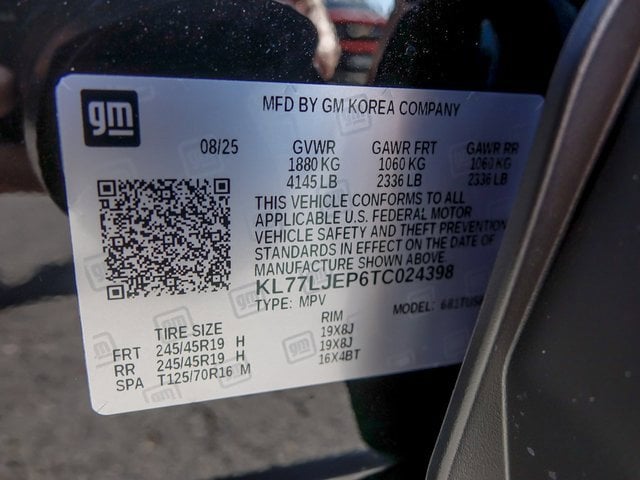 gm
MFD BY GM KOREA COMPANY
08/25 GVWR GAWR FRT GAWR RR
1880 KG 1060 KG 1060 KG
4145 LB 2336 LB 2336 LB
THIS VEHICLE CONFORMS TO ALL
APPLICABLE U.S. FEDERAL MOTOR
VEHICLE SAFETY AND THEFT PREVENTION
STANDARDS IN EFFECT ON THE DATE OF
MANUFACTURE SHOWN ABOVE.
KL77LJEP6TC024398
TYPE: MPV MODEL:
TIRE SIZE RIM
FRT 245/45R19 H 19X8J
RR 245/45R19 H 19X8J
SPA T125/70R16 M 16X4BT